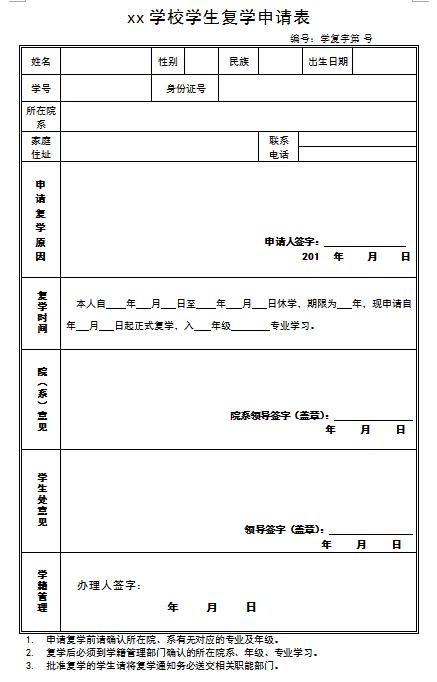 xx 学校学生复学申请表
编号：学复字第 号
姓名 性别 民族 出生日期
学号 身份证号
所在院系
家庭住址 联系电话
申请复学原因
申请人签字：
201 年 月 日
复学时间
本人自____年___月___日至____年___月___日休学，期限为___年，现申请自
年___月___日起正式复学，入___年级________专业学习。
院（系）意见
院系领导签字（盖章）：
年 月 日
学生处意见
领导签字（盖章）：
年 月 日
学籍管理
办理人签字：
年 月 日
1. 申请复学前请确认所在院、系有无对应的专业及年级。
2. 复学后必须到学籍管理部门确认的所在院系、年级、专业学习。
3. 批准复学的学生请将复学通知务必送交相关职能部门。